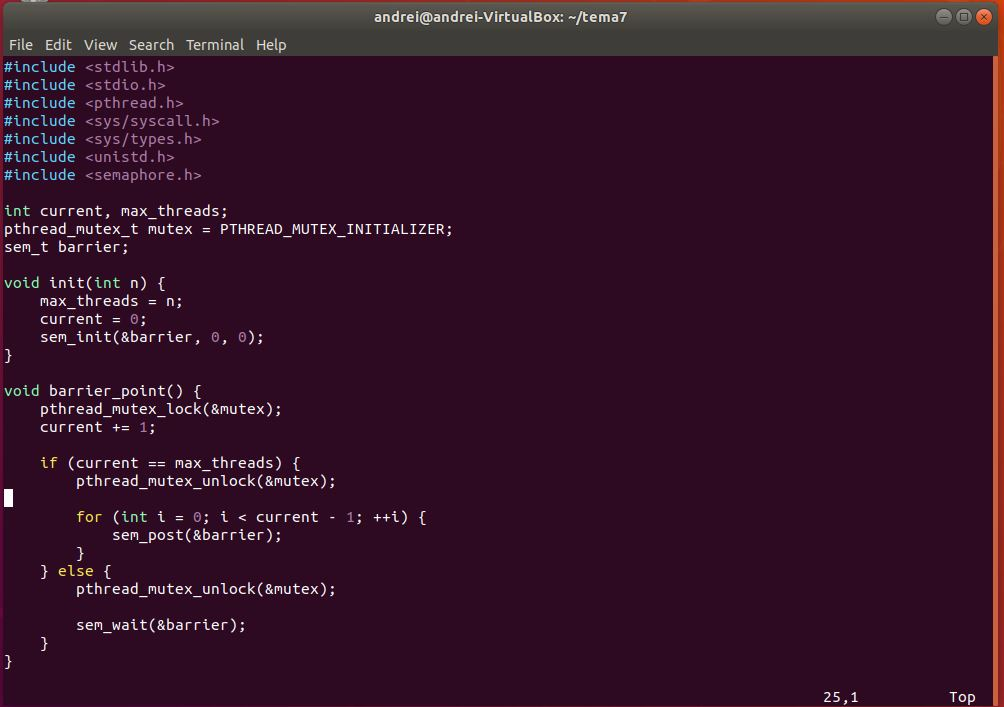 andrei@andrei-VirtualBox: ~/tema7
File Edit View Search Terminal Help
#include <stdlib.h>
#include <stdio.h>
#include <pthread.h>
#include <sys/syscall.h>
#include <sys/types.h>
#include <unistd.h>
#include <semaphore.h>

int current, max_threads;
pthread_mutex_t mutex = PTHREAD_MUTEX_INITIALIZER;
sem_t barrier;

void init(int n) {
    max_threads = n;
    current = 0;
    sem_init(&barrier, 0, 0);
}

void barrier_point() {
    pthread_mutex_lock(&mutex);
    current += 1;

    if (current == max_threads) {
        pthread_mutex_unlock(&mutex);

        for (int i = 0; i < current - 1; ++i) {
            sem_post(&barrier);
        }
    } else {
        pthread_mutex_unlock(&mutex);

        sem_wait(&barrier);
    }
}
25,1 Top